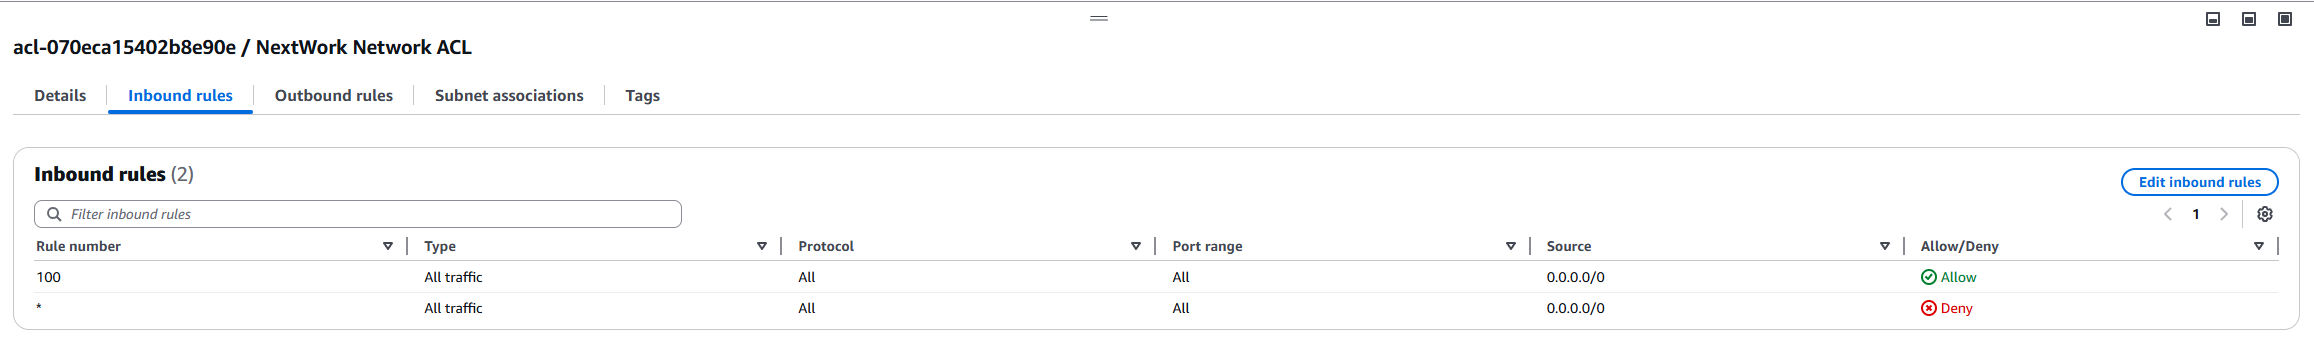 acl-070eca15402b8e90e / NextWork Network ACL
Details Inbound rules Outbound rules Subnet associations Tags
Inbound rules (2)
Edit inbound rules
Filter inbound rules
1
Rule number Type Protocol Port range Source Allow/Deny
100 All traffic All All 0.0.0.0/0 Allow
* All traffic All All 0.0.0.0/0 Deny